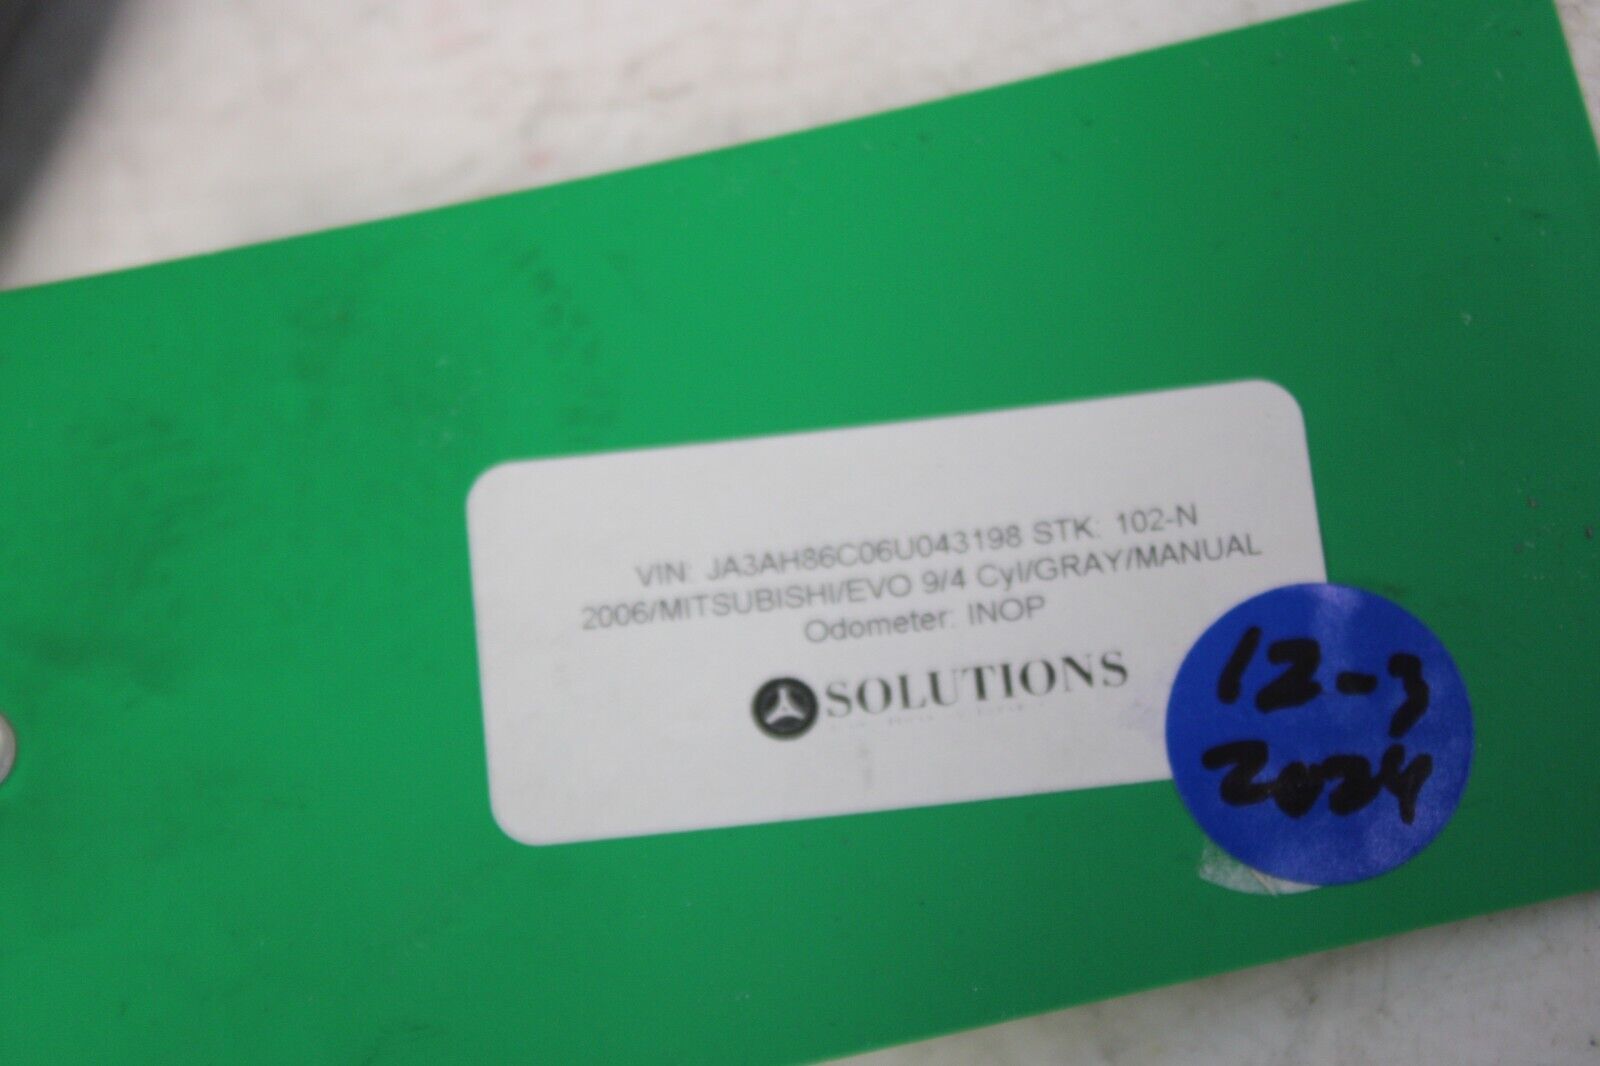 VIN: JA3AH86C06U043198 STK: 102-N
2006/MITSUBISHI/EVO 9/4 Cyl/GRAY/MANUAL
Odometer: INOP
SOLUTIONS
12-3
2024